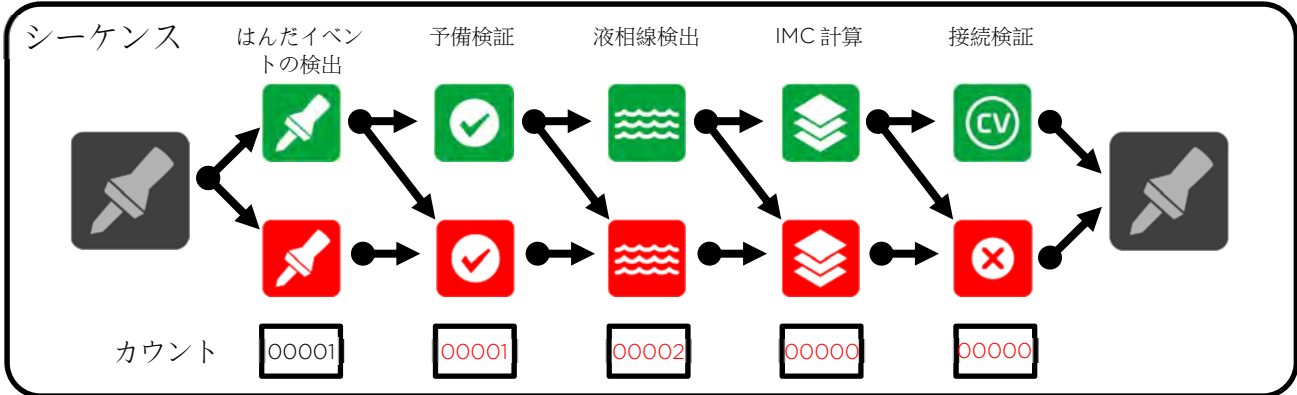 シーケンス
はんだイベン
トの検出
予備検証
液相線検出
IMC 計算
接続検証
CV
カウント
00001
00001
00002
00000
00000